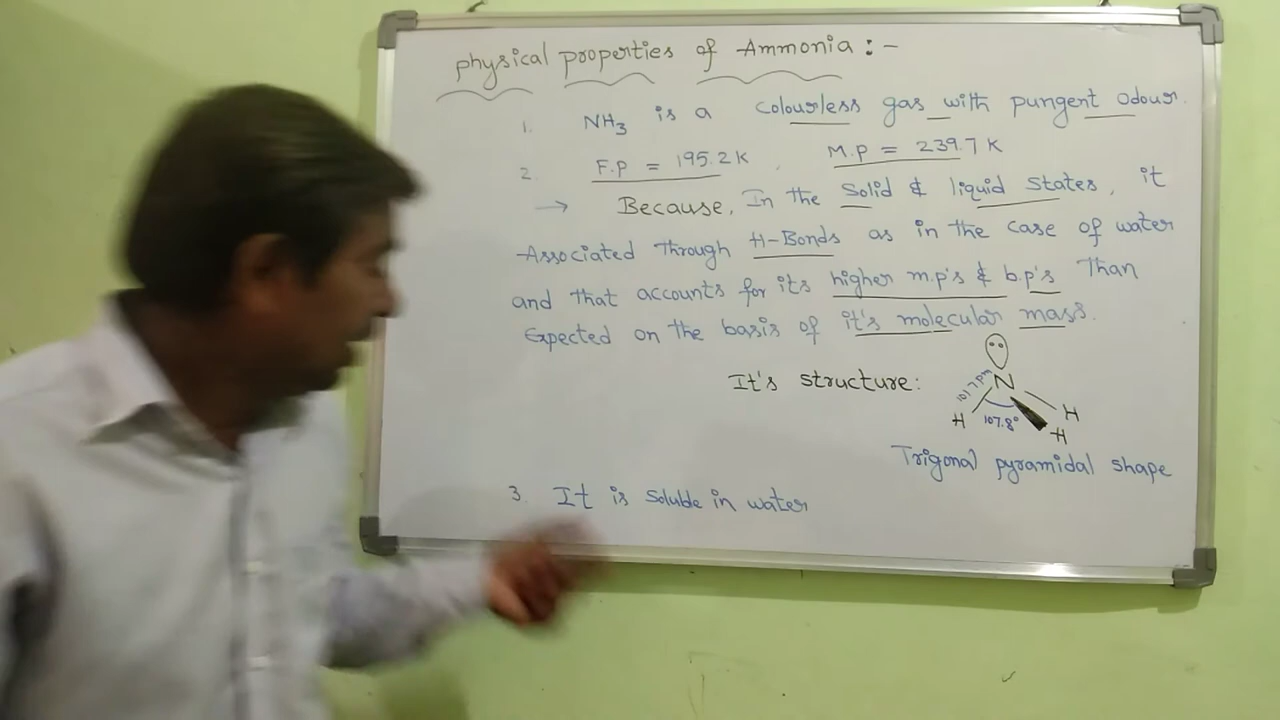 physical properties of Ammonia :-
1. NH3 is a colourless gas with pungent odour.
2. F.P = 195.2 K , M.P = 239.7 K
→ Because, In the Solid & liquid states, it
Associated through H-Bonds as in the case of water
and that accounts for its higher m.p's & b.p's Than
Expected on the basis of it's molecular mass.
It's structure:
N
101.7 pm
H 107.8° H
H
Trigonal pyramidal shape
3. It is soluble in water